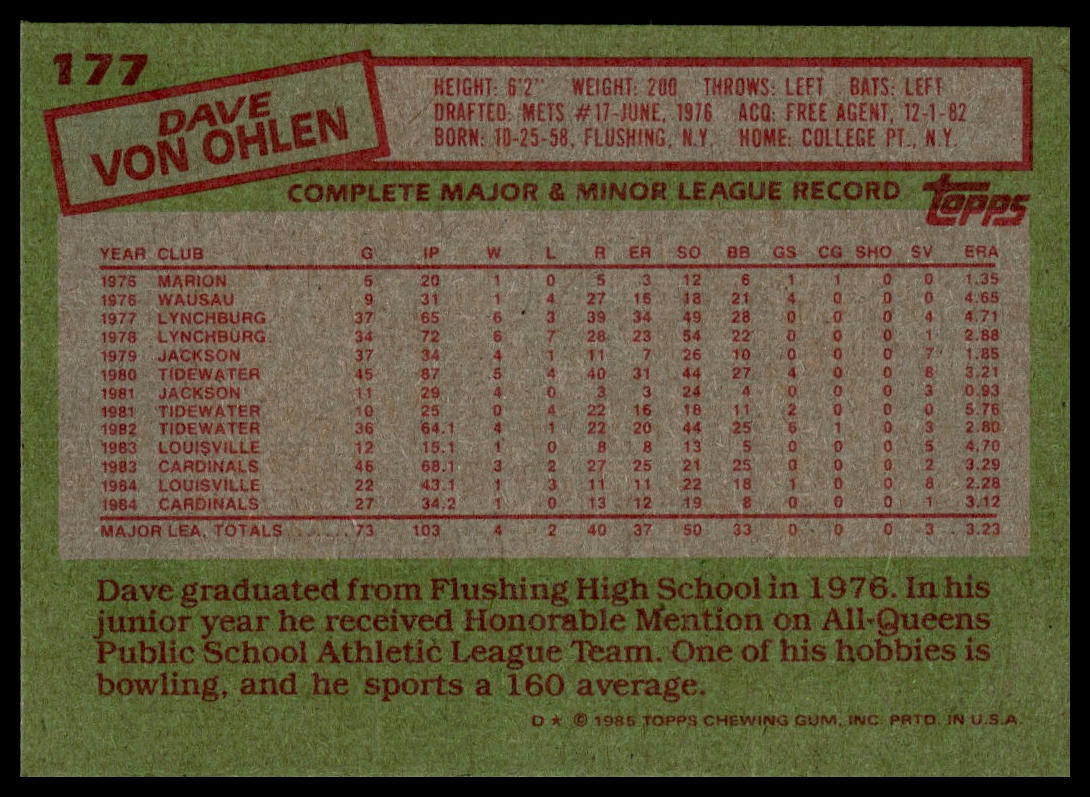 177
DAVE
VON OHLEN
HEIGHT: 6'2" WEIGHT: 200 THROWS: LEFT BATS: LEFT
DRAFTED: METS #17-JUNE, 1976 ACQ: FREE AGENT, 12-1-82
BORN: 10-25-58, FLUSHING, N.Y. HOME: COLLEGE PT., N.Y.
COMPLETE MAJOR & MINOR LEAGUE RECORD
TOPPS
YEAR CLUB G IP W L R ER SO BB GS CG SHO SV ERA
1976 MARION 5 20 1 0 5 3 12 6 1 1 0 0 1.35
1976 WAUSAU 9 31 1 4 27 16 18 21 4 0 0 0 4.65
1977 LYNCHBURG 37 65 6 3 39 34 49 28 0 0 0 4 4.71
1978 LYNCHBURG 34 72 6 7 28 23 54 22 0 0 0 1 2.88
1979 JACKSON 37 34 4 1 11 7 26 10 0 0 0 7 1.85
1980 TIDEWATER 45 87 5 4 40 31 44 27 4 0 0 8 3.21
1981 JACKSON 11 29 4 0 3 3 24 4 0 0 0 3 0.93
1981 TIDEWATER 10 25 0 4 22 16 18 11 2 0 0 0 5.76
1982 TIDEWATER 36 64.1 4 1 22 20 44 25 6 1 0 3 2.80
1983 LOUISVILLE 12 15.1 1 0 8 8 13 5 0 0 0 5 4.70
1983 CARDINALS 46 68.1 3 2 27 25 21 25 0 0 0 2 3.29
1984 LOUISVILLE 22 43.1 1 3 11 11 22 18 1 0 0 8 2.28
1984 CARDINALS 27 34.2 1 0 13 12 19 8 0 0 0 1 3.12
MAJOR LEA. TOTALS ...... 73 103 4 2 40 37 50 33 0 0 0 3 3.23
Dave graduated from Flushing High School in 1976. In his
junior year he received Honorable Mention on All-Queens
Public School Athletic League Team. One of his hobbies is
bowling, and he sports a 160 average.
D * © 1985 TOPPS CHEWING GUM, INC. PRTD. IN U.S.A.